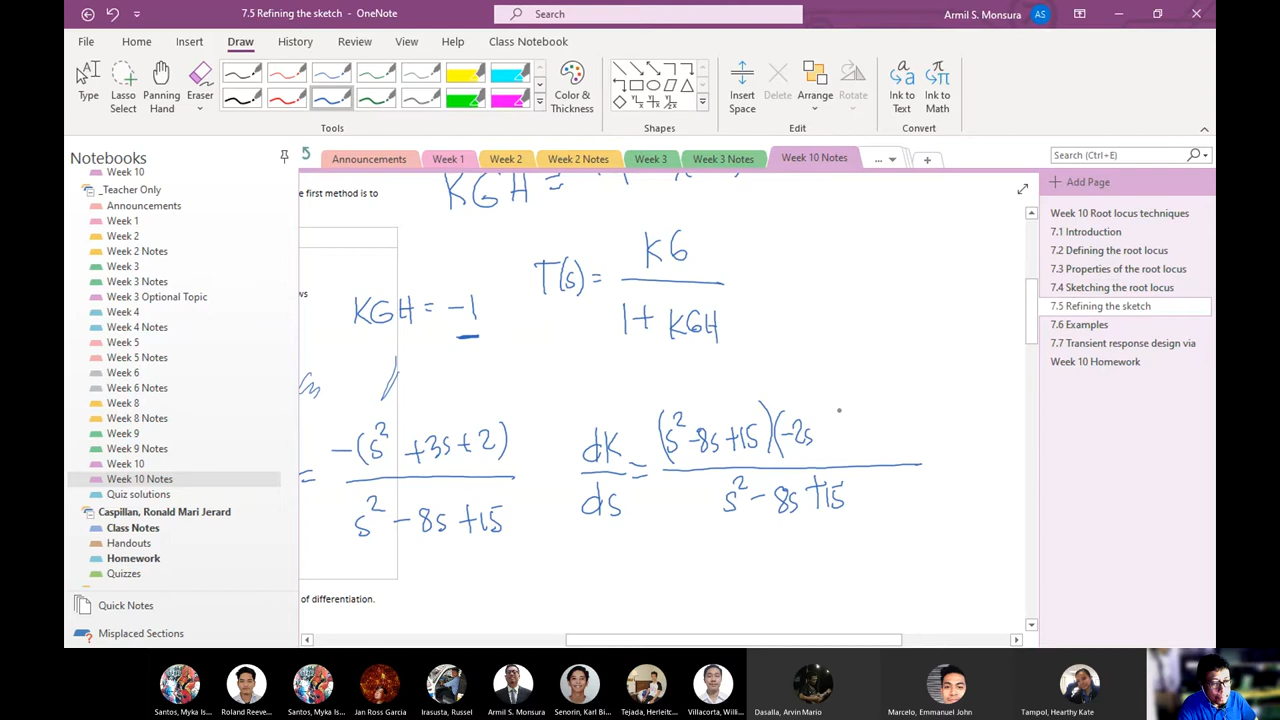 7.5 Refining the sketch - OneNote
Search
Armil S. Monsura
AS
File Home Insert Draw History Review View Help Class Notebook
Type
Lasso Select
Panning Hand
Eraser
Color & Thickness
Insert Space
Delete
Arrange
Rotate
Ink to Text
Ink to Math
Tools
Shapes
Edit
Convert
Notebooks
Week 10
_Teacher Only
Announcements
Week 1
Week 2
Week 2 Notes
Week 3
Week 3 Notes
Week 3 Optional Topic
Week 4
Week 4 Notes
Week 5
Week 5 Notes
Week 6
Week 6 Notes
Week 8
Week 8 Notes
Week 9
Week 9 Notes
Week 10
Week 10 Notes
Quiz solutions
Caspillan, Ronald Mari Jerard
Class Notes
Handouts
Homework
Quizzes
Quick Notes
Misplaced Sections
Announcements Week 1 Week 2 Week 2 Notes Week 3 Week 3 Notes Week 10 Notes ... +
Search (Ctrl+E)
e first method is to
KGH =
T(s) = KG / 1 + KGH
ws
KGH = -1
= -(s² + 3s + 2) / s² - 8s + 15
dK/ds = (s² - 8s + 15)(-2s / s² - 8s + 15
of differentiation.
Add Page
Week 10 Root locus techniques
7.1 Introduction
7.2 Defining the root locus
7.3 Properties of the root locus
7.4 Sketching the root locus
7.5 Refining the sketch
7.6 Examples
7.7 Transient response design via
Week 10 Homework
Santos, Myka Is...
Roland Reeve...
Santos, Myka Is...
Jan Ross Garcia
Irasusta, Russel
Armil S. Monsura
Senorin, Karl Bi...
Tejada, Herleitc...
Villacorta, Willi...
Dasalla, Arvin Mario
Marcelo, Emmanuel John
Tampol, Hearthy Kate